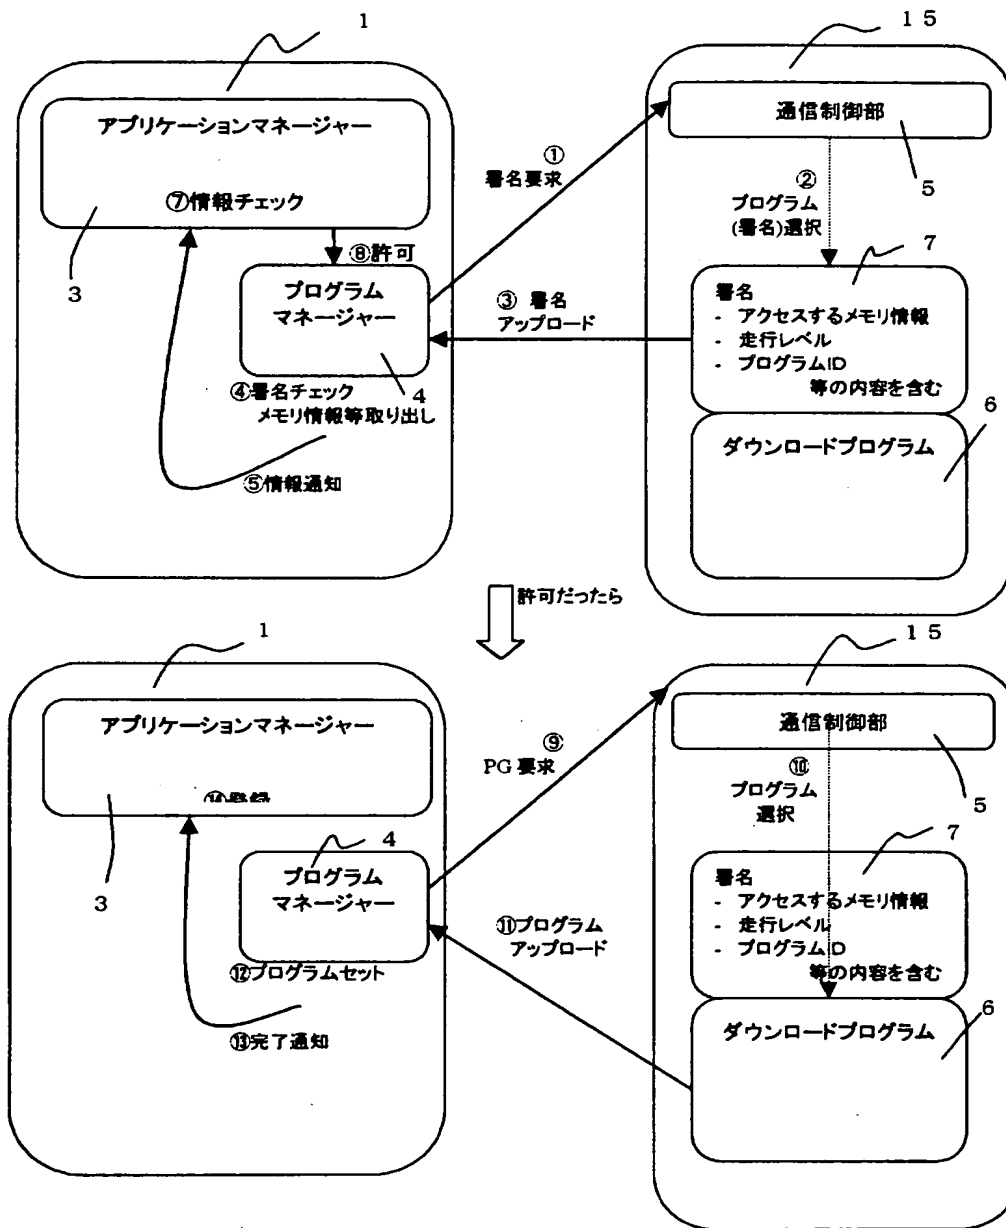 1
アプリケーションマネージャー
⑦情報チェック
3
⑧許可
プログラム
マネージャー
4
④署名チェック
メモリ情報等取り出し
⑤情報通知
①
署名要求
③ 署名
アップロード
1 5
通信制御部
5
②
プログラム
(署名)選択
7
署名
- アクセスするメモリ情報
- 走行レベル
- プログラムID
等の内容を含む
6
ダウンロードプログラム
許可だったら
1
アプリケーションマネージャー
⑭登録
3
4
プログラム
マネージャー
⑫プログラムセット
⑬完了通知
⑨
PG 要求
⑪プログラム
アップロード
1 5
通信制御部
5
⑩
プログラム
選択
7
署名
- アクセスするメモリ情報
- 走行レベル
- プログラムID
等の内容を含む
6
ダウンロードプログラム